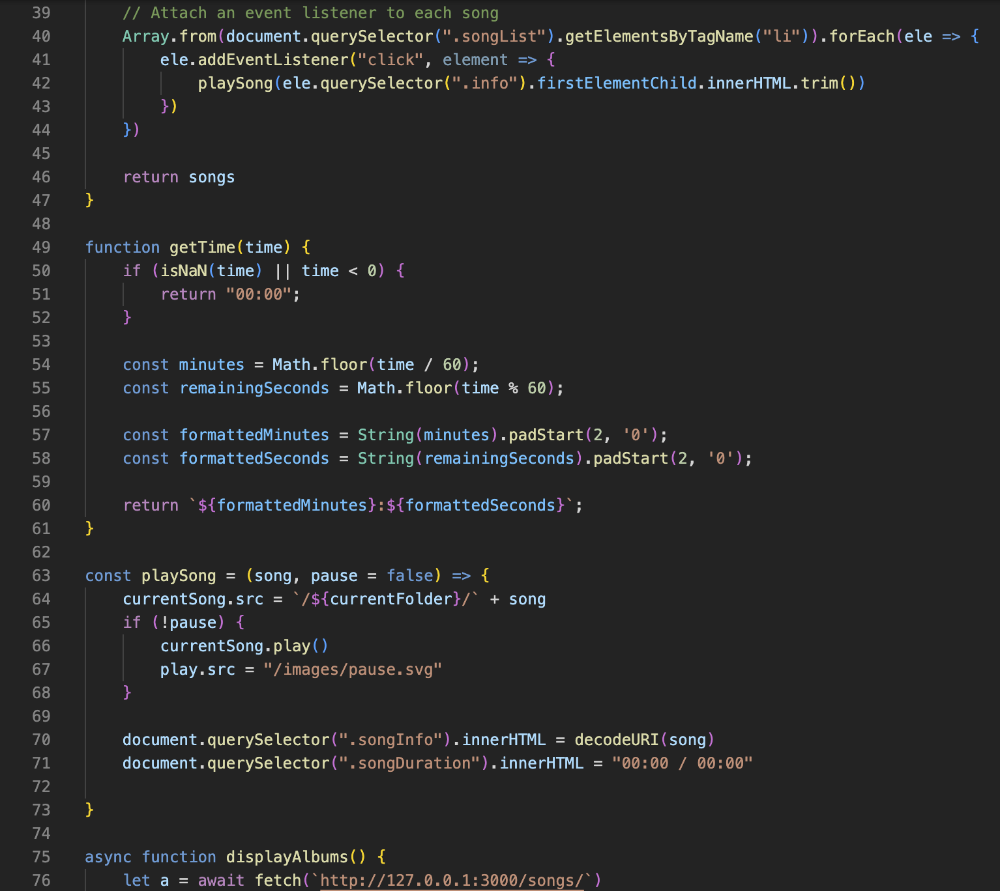 39 // Attach an event listener to each song
40 Array.from(document.querySelector(".songList").getElementsByTagName("li")).forEach(ele => {
41 ele.addEventListener("click", element => {
42 playSong(ele.querySelector(".info").firstElementChild.innerHTML.trim())
43 })
44 })
45
46 return songs
47 }
48
49 function getTime(time) {
50 if (isNaN(time) || time < 0) {
51 return "00:00";
52 }
53
54 const minutes = Math.floor(time / 60);
55 const remainingSeconds = Math.floor(time % 60);
56
57 const formattedMinutes = String(minutes).padStart(2, '0');
58 const formattedSeconds = String(remainingSeconds).padStart(2, '0');
59
60 return `${formattedMinutes}:${formattedSeconds}`;
61 }
62
63 const playSong = (song, pause = false) => {
64 currentSong.src = `/${currentFolder}/` + song
65 if (!pause) {
66 currentSong.play()
67 play.src = "/images/pause.svg"
68 }
69
70 document.querySelector(".songInfo").innerHTML = decodeURI(song)
71 document.querySelector(".songDuration").innerHTML = "00:00 / 00:00"
72
73 }
74
75 async function displayAlbums() {
76 let a = await fetch(`http://127.0.0.1:3000/songs/`)